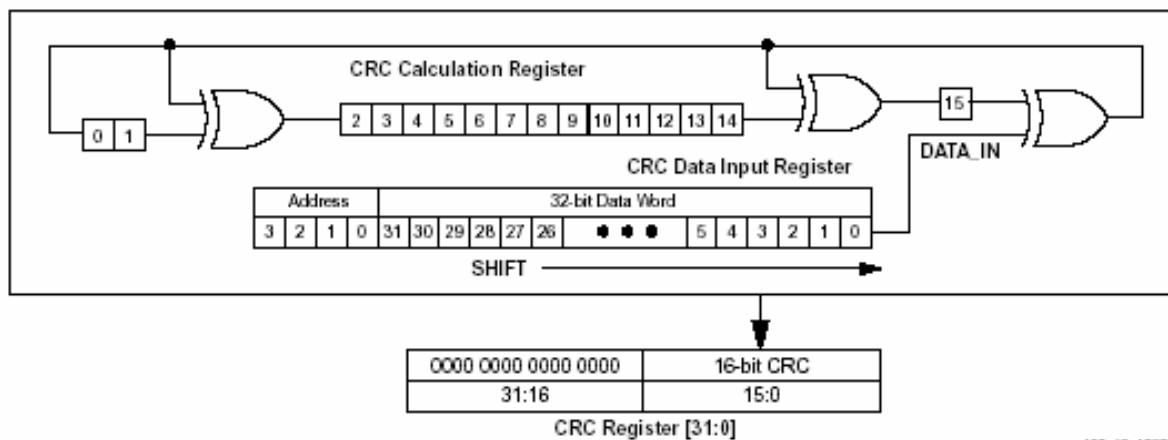 CRC Calculation Register
0 1
2 3 4 5 6 7 8 9 10 11 12 13 14
15
DATA_IN
CRC Data Input Register
Address 32-bit Data Word
3 2 1 0 31 30 29 28 27 26 ● ● ● 5 4 3 2 1 0
SHIFT
0000 0000 0000 0000 16-bit CRC
31:16 15:0
CRC Register [31:0]